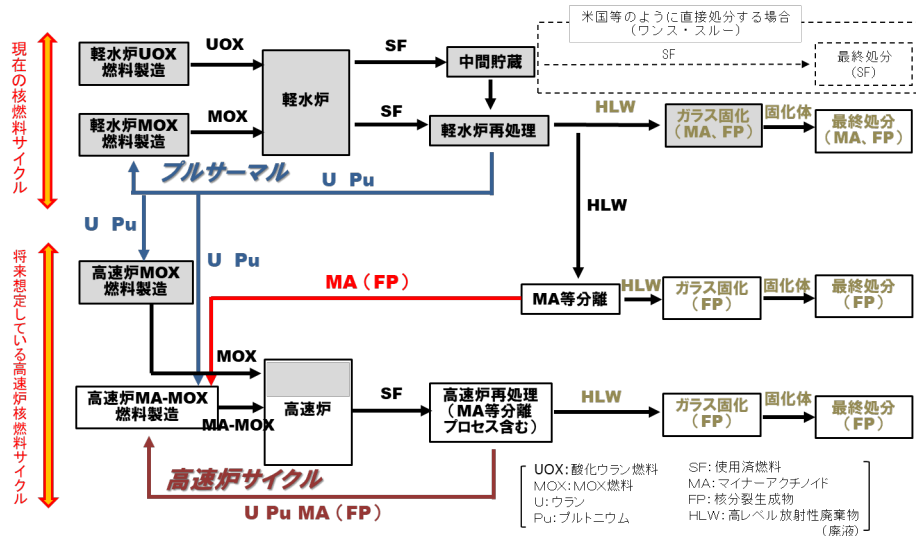 現在の核燃料サイクル
軽水炉UOX
燃料製造
UOX
軽水炉
SF
中間貯蔵
米国等のように直接処分する場合
(ワンス・スルー)
SF
最終処分
(SF)
軽水炉MOX
燃料製造
MOX
SF
軽水炉再処理
HLW
ガラス固化
(MA、FP)
固化体
最終処分
(MA、FP)
プルサーマル
U Pu
HLW
将来想定している高速炉核燃料サイクル
U Pu
U Pu
高速炉MOX
燃料製造
MA(FP)
MA等分離
HLW
ガラス固化
(FP)
固化体
最終処分
(FP)
MOX
高速炉MA-MOX
燃料製造
MA-MOX
高速炉
SF
高速炉再処理
(MA等分離
プロセス含む)
HLW
ガラス固化
(FP)
固化体
最終処分
(FP)
高速炉サイクル
U Pu MA(FP)
UOX:酸化ウラン燃料
MOX:MOX燃料
U:ウラン
Pu:プルトニウム
SF:使用済燃料
MA:マイナーアクチノイド
FP:核分裂生成物
HLW:高レベル放射性廃棄物
(廃液)